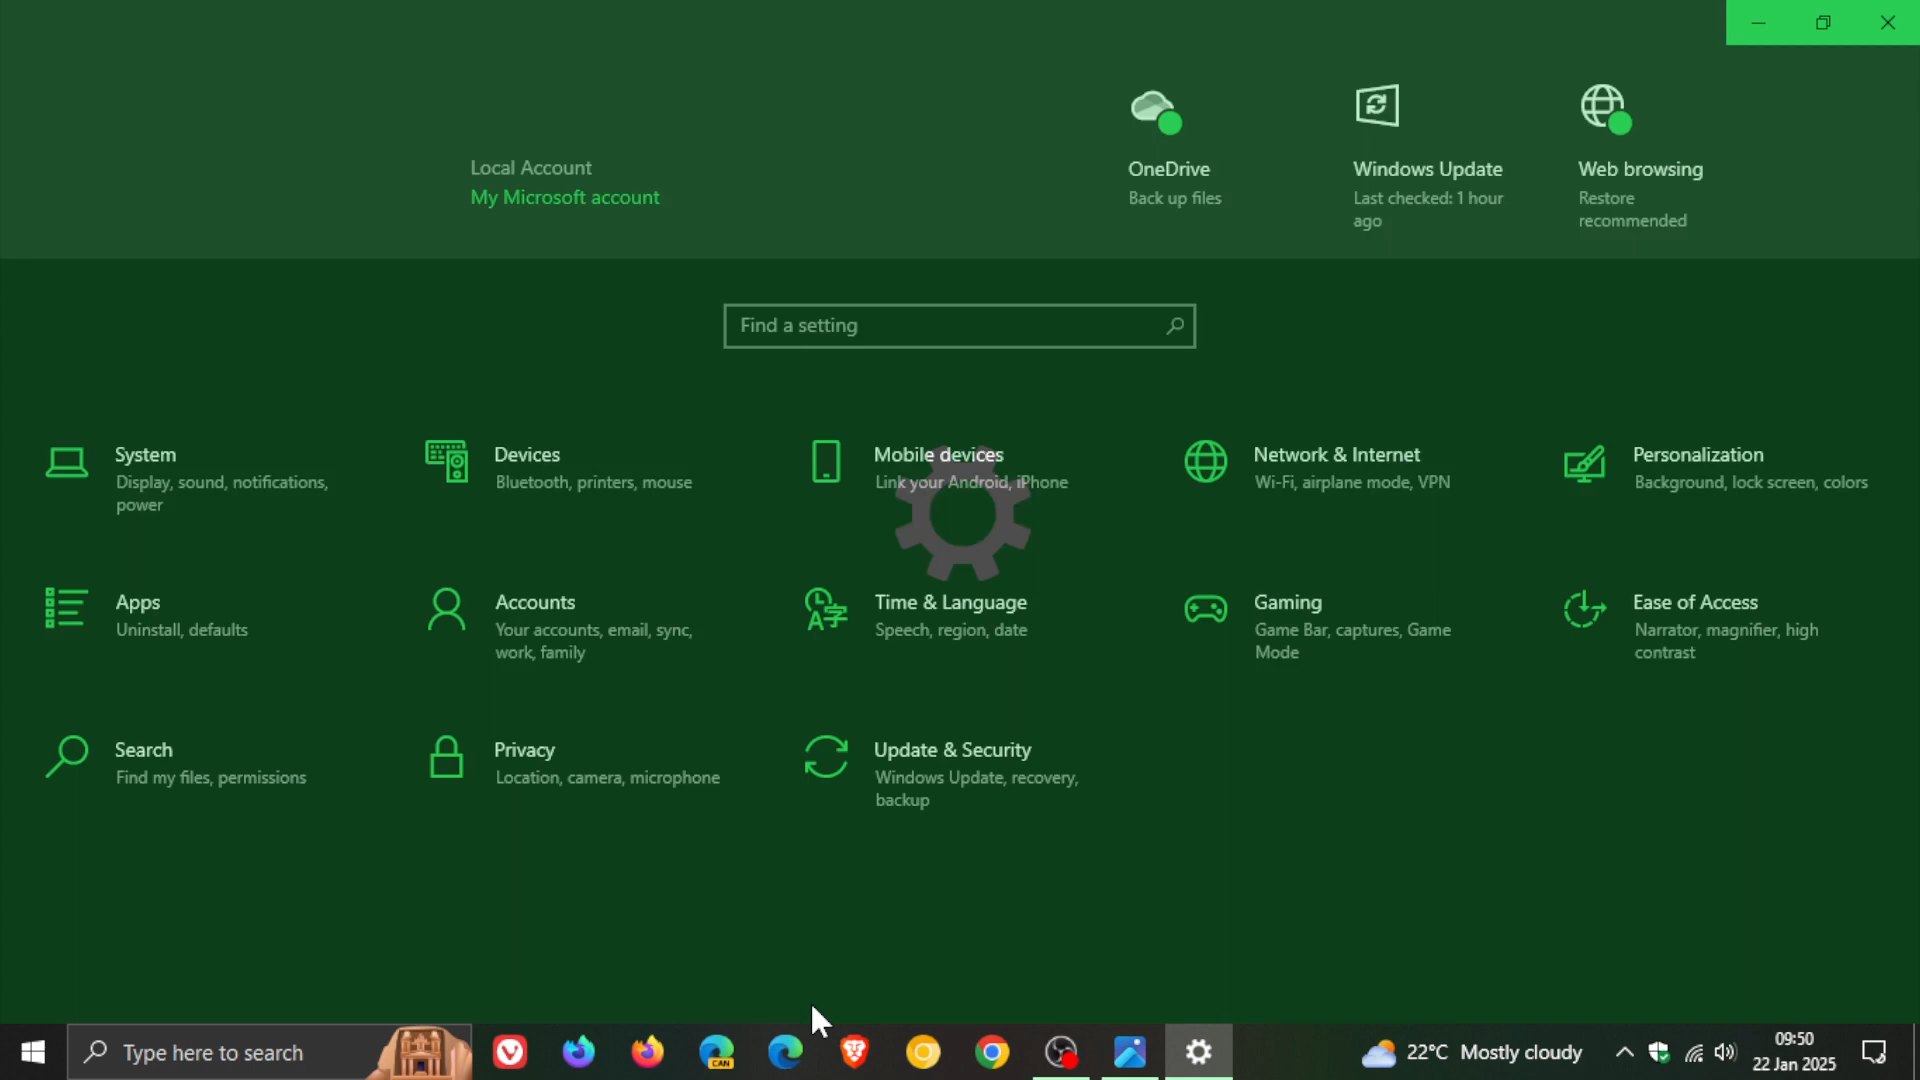 Local Account
My Microsoft account
OneDrive
Back up files
Windows Update
Last checked: 1 hour
ago
Web browsing
Restore
recommended
Find a setting
System
Display, sound, notifications,
power
Devices
Bluetooth, printers, mouse
Mobile devices
Link your Android, iPhone
Network & Internet
Wi-Fi, airplane mode, VPN
Personalization
Background, lock screen, colors
Apps
Uninstall, defaults
Accounts
Your accounts, email, sync,
work, family
Time & Language
Speech, region, date
Gaming
Game Bar, captures, Game
Mode
Ease of Access
Narrator, magnifier, high
contrast
Search
Find my files, permissions
Privacy
Location, camera, microphone
Update & Security
Windows Update, recovery,
backup
Type here to search
CAN
22°C Mostly cloudy
09:50
22 Jan 2025